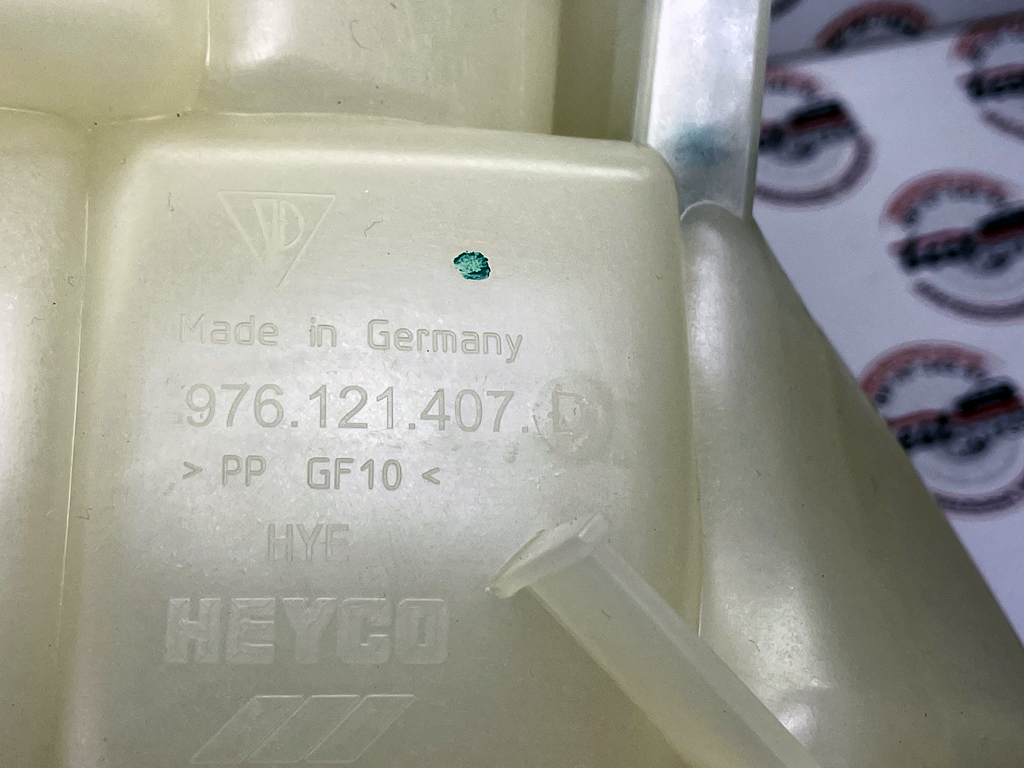 Made in Germany
976.121.407.D
> PP GF10 <
HYF
HEYCO